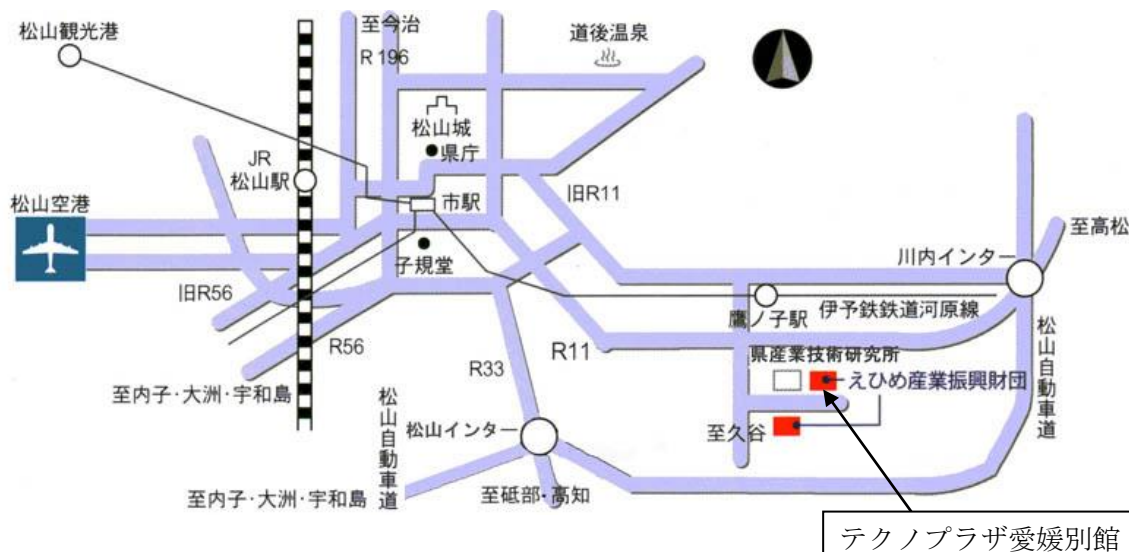 松山観光港
至今治
R 196
道後温泉
松山城
県庁
JR
松山駅
市駅
旧R11
松山空港
至高松
川内インター
子規堂
旧R56
鷹ノ子駅
伊予鉄鉄道河原線
R56
R33
R11
県産業技術研究所
えひめ産業振興財団
松山自動車道
至内子·大洲·宇和島
松山自動車道
松山インター
至久谷
至内子·大洲·宇和島
至砥部·高知
テクノプラザ愛媛別館